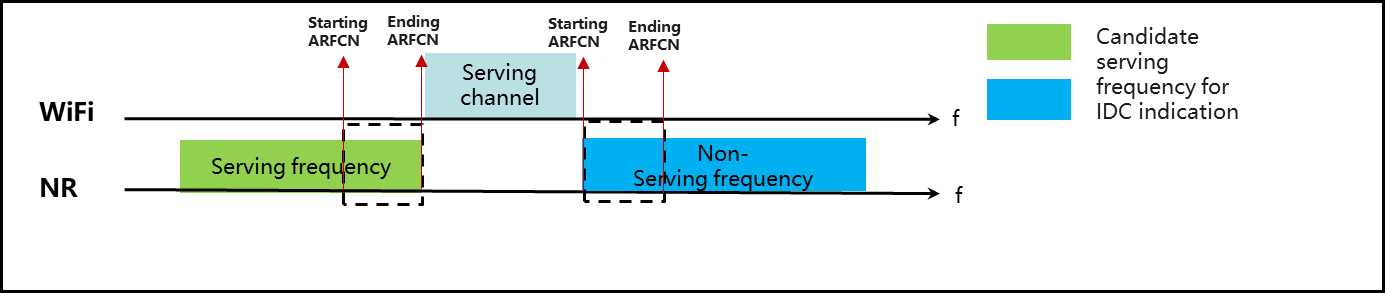 Starting
ARFCN
Ending
ARFCN
Starting
ARFCN
Ending
ARFCN
Serving
channel
WiFi
f
Serving frequency
Non-
Serving frequency
NR
f
Candidate
serving
frequency for
IDC indication